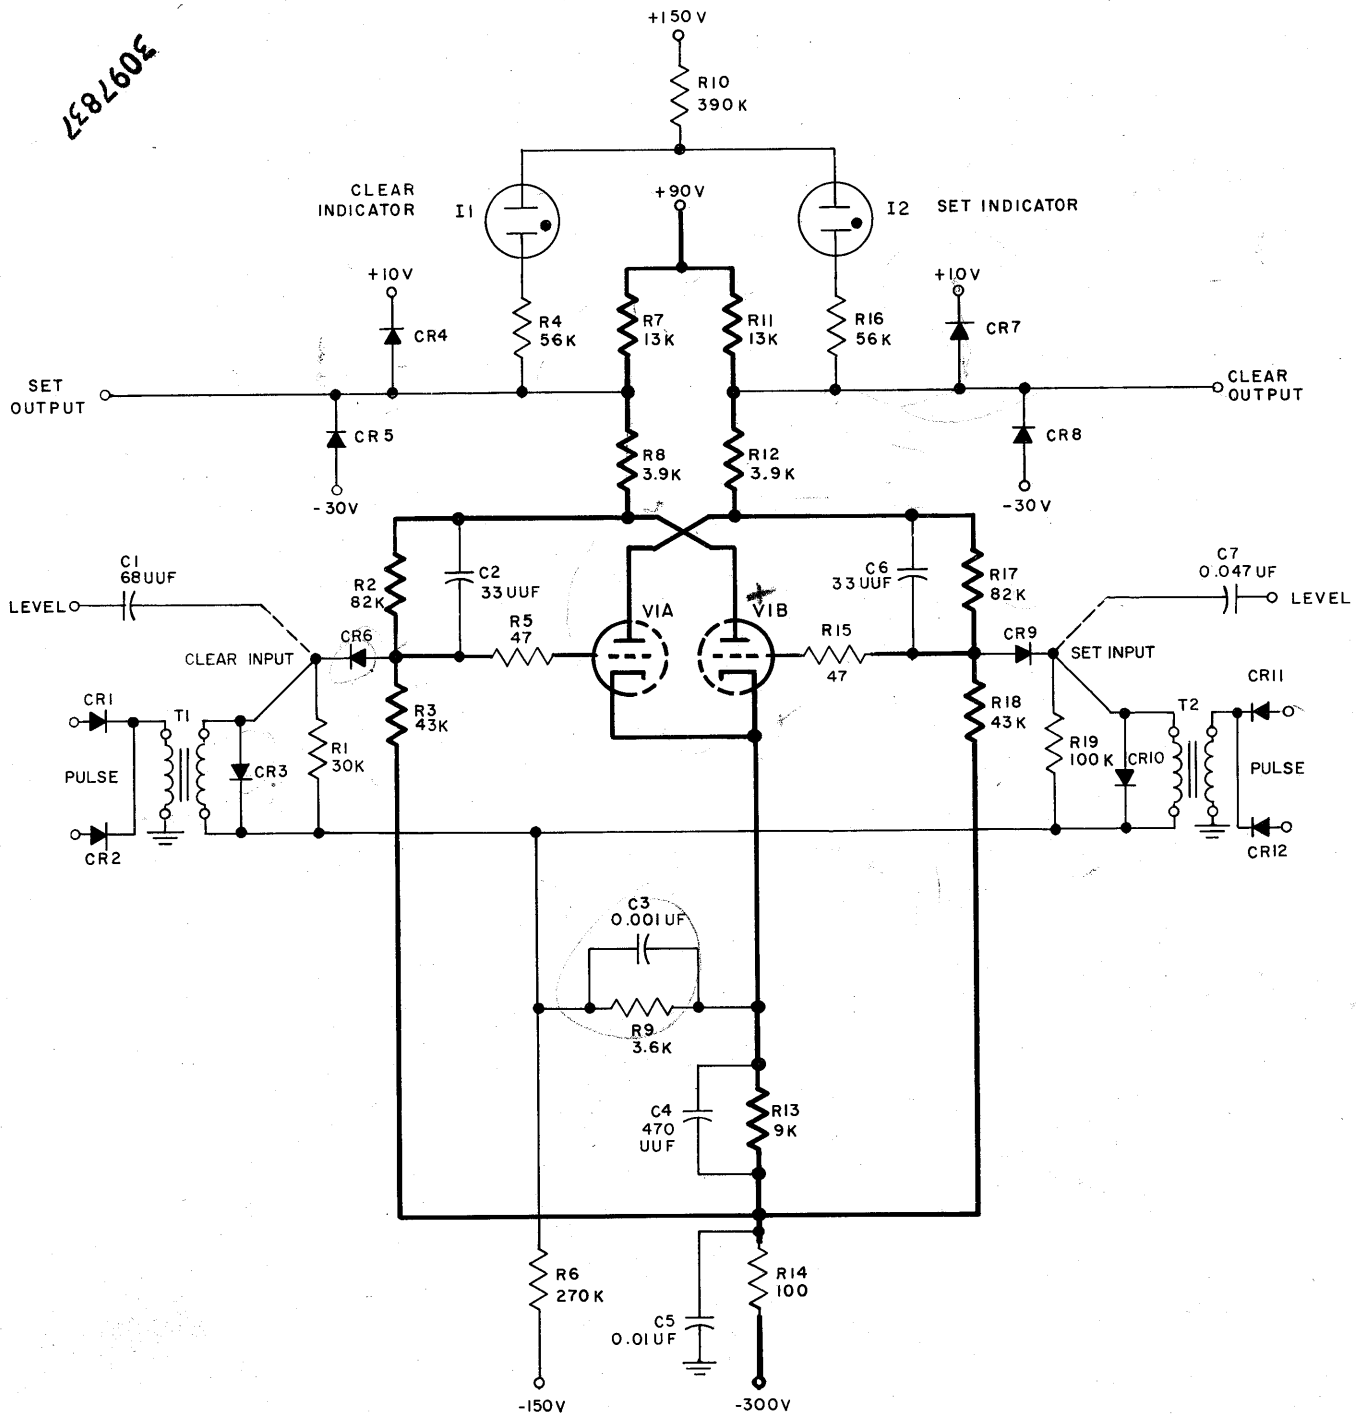 3097837
+150V
R10
390K
CLEAR
INDICATOR
I1
+90V
I2
SET INDICATOR
+10V
CR4
R4
56K
R7
13K
R11
13K
R16
56K
+10V
CR7
SET
OUTPUT
CLEAR
OUTPUT
CR5
-30V
R8
3.9K
R12
3.9K
CR8
-30V
C1
68UUF
LEVEL
R2
82K
C2
33UUF
R5
47
V1A
V1B
R15
47
C6
33UUF
R17
82K
C7
0.047UF
LEVEL
CLEAR INPUT
CR6
CR9
SET INPUT
CR1
T1
PULSE
CR2
CR3
R1
30K
R3
43K
R18
43K
R19
100K
CR10
T2
CR11
PULSE
CR12
C3
0.001UF
R9
3.6K
C4
470
UUF
R13
9K
R6
270K
C5
0.01UF
R14
100
-150V
-300V